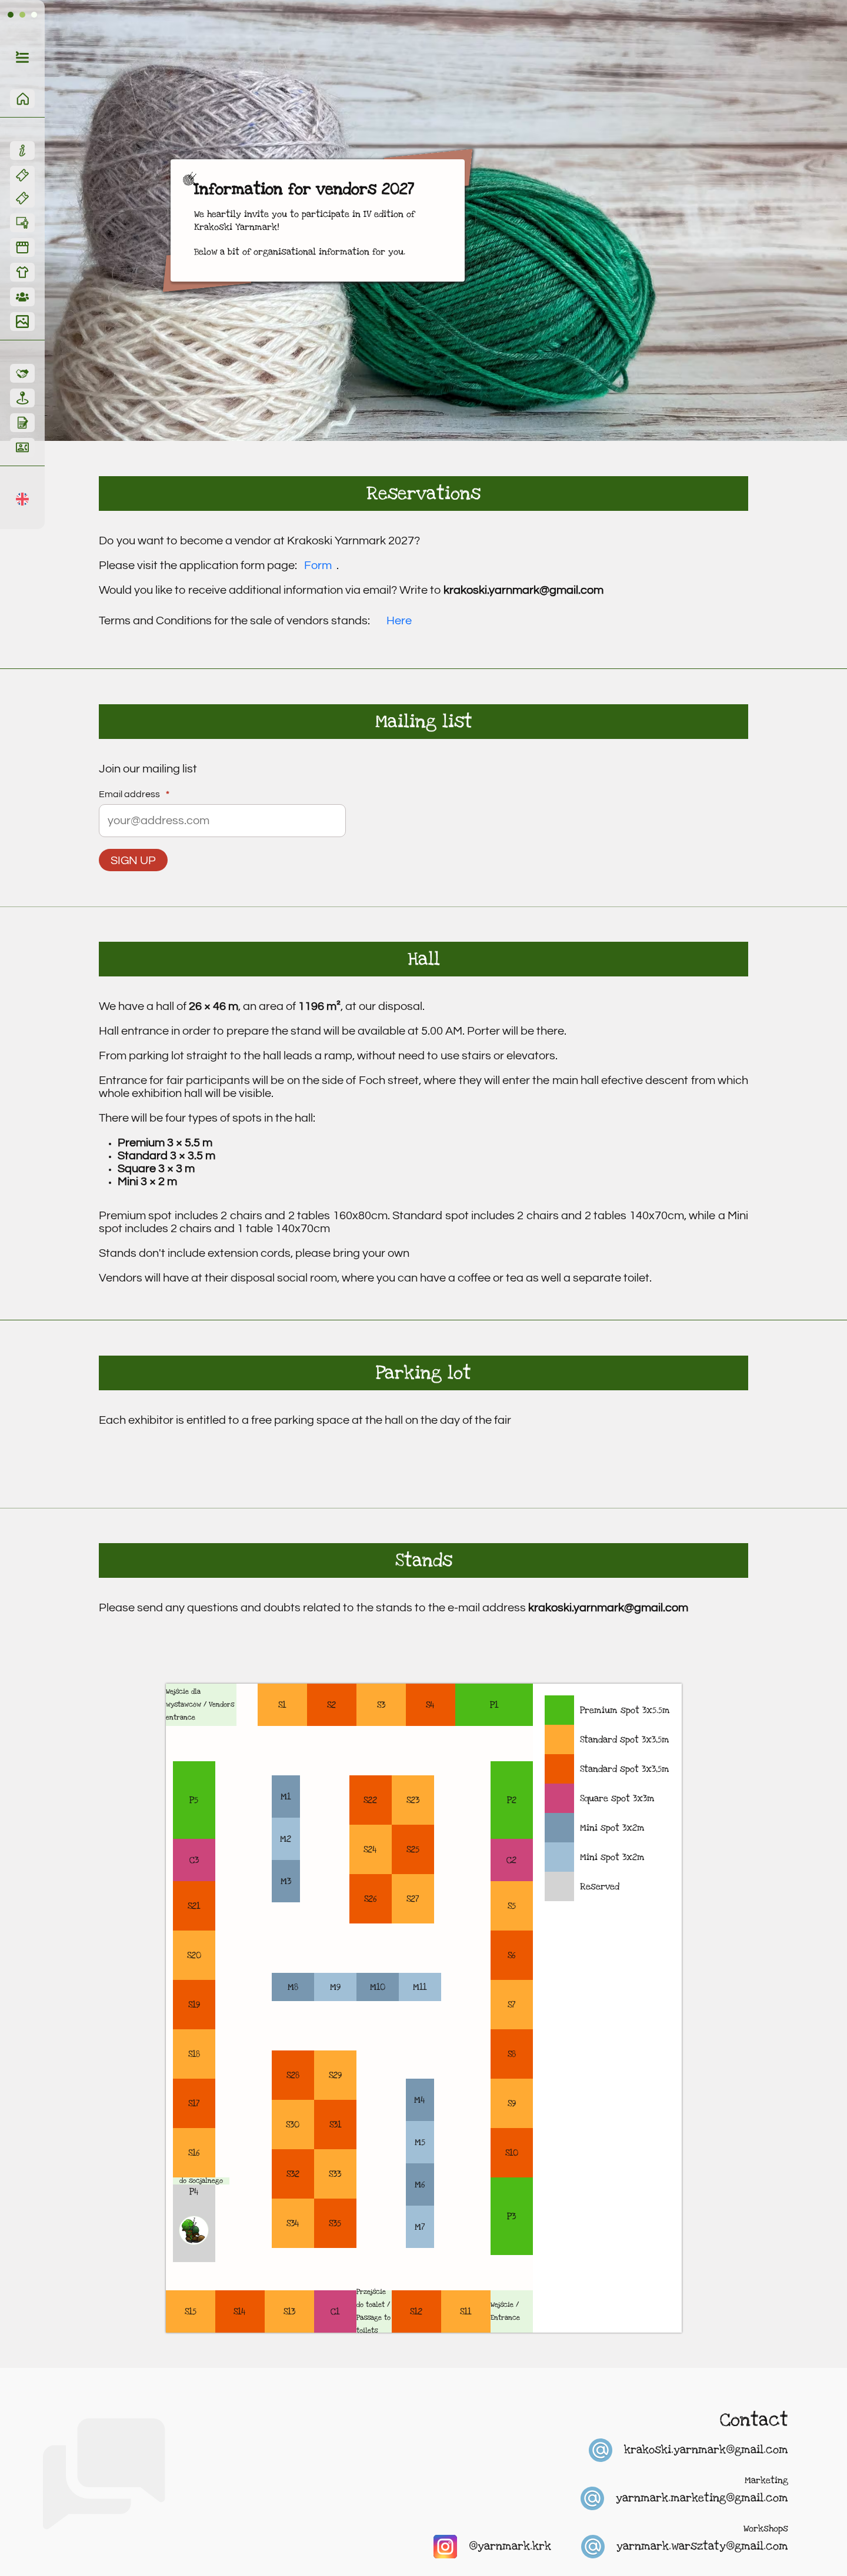 Information for vendors 2027
We heartily invite you to participate in IV edition of
Krakoski Yarnmark!
Below a bit of organisational information for you.
Reservations
Do you want to become a vendor at Krakoski Yarnmark 2027?
Please visit the application form page: Form .
Would you like to receive additional information via email? Write to krakoski.yarnmark@gmail.com
Terms and Conditions for the sale of vendors stands: Here
Mailing list
Join our mailing list
Email address *
your@address.com
SIGN UP
Hall
We have a hall of 26 × 46 m, an area of 1196 m², at our disposal.
Hall entrance in order to prepare the stand will be available at 5.00 AM. Porter will be there.
From parking lot straight to the hall leads a ramp, without need to use stairs or elevators.
Entrance for fair participants will be on the side of Foch street, where they will enter the main hall efective descent from which
whole exhibition hall will be visible.
There will be four types of spots in the hall:
• Premium 3 × 5.5 m
• Standard 3 × 3.5 m
• Square 3 × 3 m
• Mini 3 × 2 m
Premium spot includes 2 chairs and 2 tables 160x80cm. Standard spot includes 2 chairs and 2 tables 140x70cm, while a Mini
spot includes 2 chairs and 1 table 140x70cm
Stands don't include extension cords, please bring your own
Vendors will have at their disposal social room, where you can have a coffee or tea as well a separate toilet.
Parking lot
Each exhibitor is entitled to a free parking space at the hall on the day of the fair
Stands
Please send any questions and doubts related to the stands to the e-mail address krakoski.yarnmark@gmail.com
Wejście dla
wystawców / Vendors
entrance
S1 S2 S3 S4 P1
Premium spot 3x5.5m
Standard spot 3x3.5m
Standard spot 3x3.5m
Square spot 3x3m
Mini spot 3x2m
Mini spot 3x2m
Reserved
P5 M1 S22 S23 P2
M2 S24 S25
C3 M3 C2
S21 S26 S27 S5
S20 S6
S19 M8 M9 M10 M11 S7
S18 S28 S29 S8
S17 S30 S31 M4 S9
S16 S32 S33 M5 S10
do socjalnego
P4 M6 P3
S34 S35 M7
S15 S14 S13 C1
Przejście
do toalet /
Passage to
toilets
S12 S11
Wejście /
Entrance
Contact
krakoski.yarnmark@gmail.com
Marketing
yarnmark.marketing@gmail.com
Workshops
@yarnmark.krk yarnmark.warsztaty@gmail.com